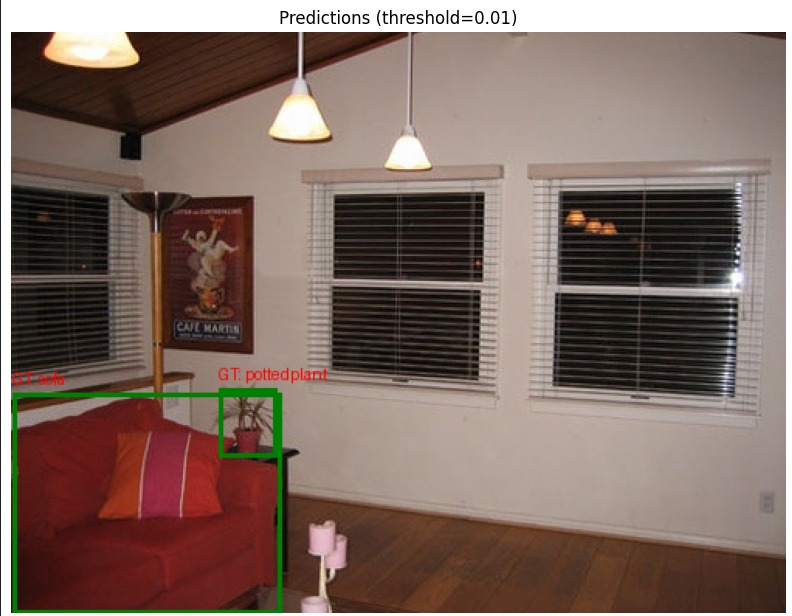 Predictions (threshold=0.01)
CAFÉ MARTIN
GT: sofa
GT: pottedplant